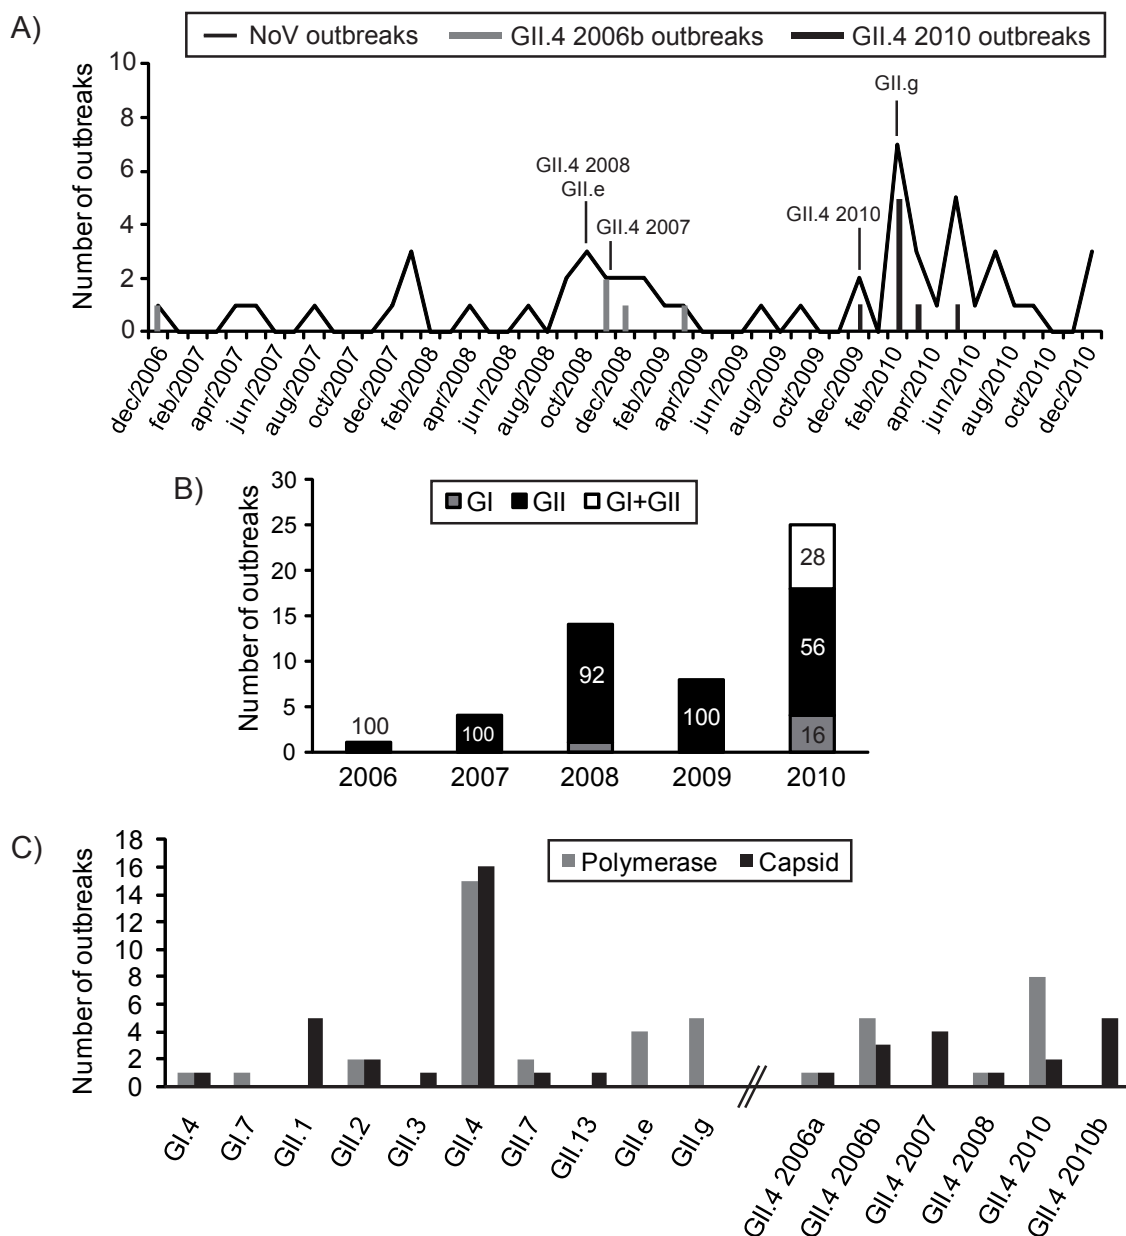 A)
NoV outbreaks GII.4 2006b outbreaks GII.4 2010 outbreaks
Number of outbreaks
10
8
6
4
2
0
GII.4 2008
GII.e
GII.4 2007
GII.4 2010
GII.g
dec/2006 feb/2007 apr/2007 jun/2007 aug/2007 oct/2007 dec/2007 feb/2008 apr/2008 jun/2008 aug/2008 oct/2008 dec/2008 feb/2009 apr/2009 jun/2009 aug/2009 oct/2009 dec/2009 feb/2010 apr/2010 jun/2010 aug/2010 oct/2010 dec/2010
B)
GI GII GI+GII
Number of outbreaks
30
25
20
15
10
5
0
100
100
92
100
28
56
16
2006 2007 2008 2009 2010
C)
Polymerase Capsid
Number of outbreaks
18
16
14
12
10
8
6
4
2
0
GI.4 GI.7 GII.1 GII.2 GII.3 GII.4 GII.7 GII.13 GII.e GII.g GII.4 2006a GII.4 2006b GII.4 2007 GII.4 2008 GII.4 2010 GII.4 2010b